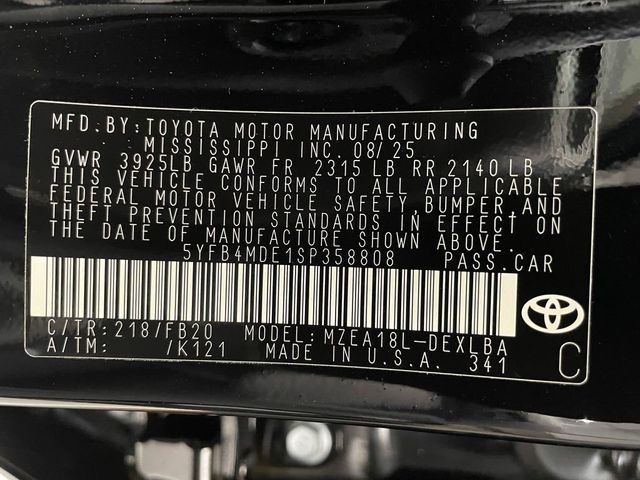 MFD.BY:TOYOTA MOTOR MANUFACTURING
MISSISSIPPI INC. 08/25
GVWR 3925LB GAWR FR 2315 LB RR 2140 LB
THIS VEHICLE CONFORMS TO ALL APPLICABLE
FEDERAL MOTOR VEHICLE SAFETY,BUMPER,AND
THEFT PREVENTION STANDARDS IN EFFECT ON
THE DATE OF MANUFACTURE SHOWN ABOVE.
5YFB4MDE1SP358808 PASS.CAR
C/TR:218/FB20 MODEL:MZEA18L-DEXLBA
A/TM: /K121 MADE IN U.S.A. 341
C